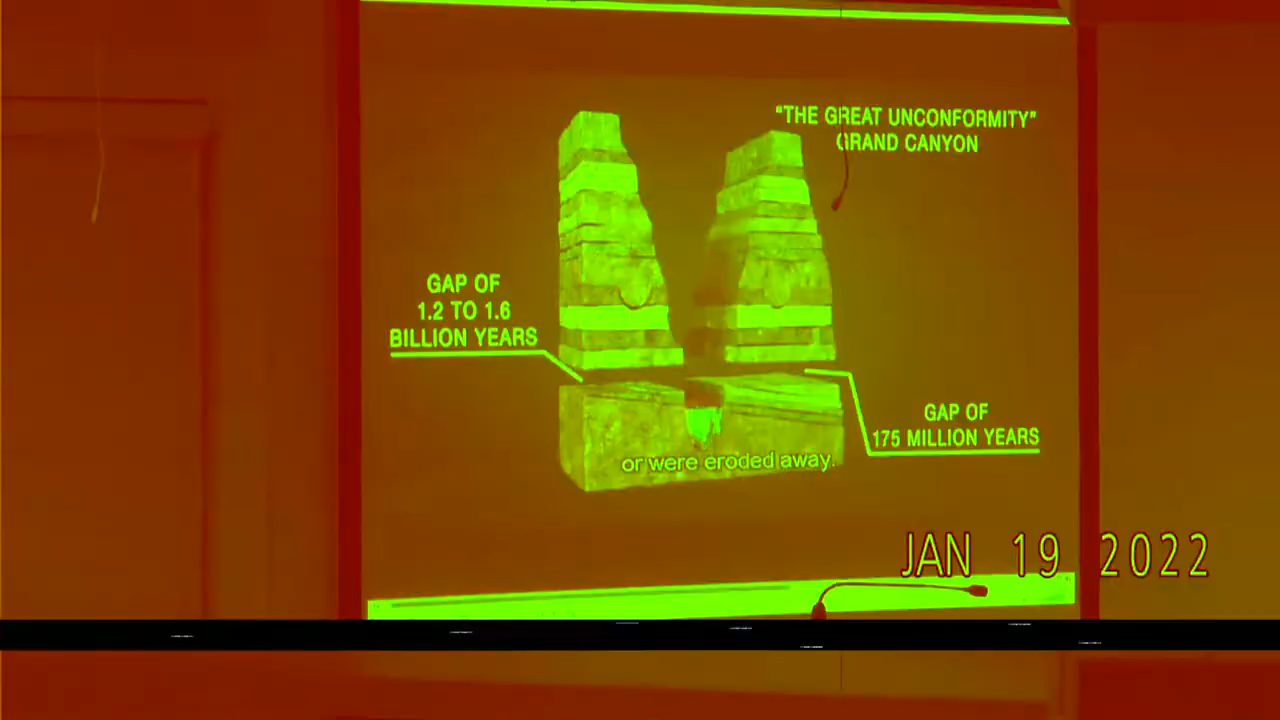 "THE GREAT UNCONFORMITY"
GRAND CANYON
GAP OF
1.2 TO 1.6
BILLION YEARS
GAP OF
175 MILLION YEARS
or were eroded away.
JAN 19 2022